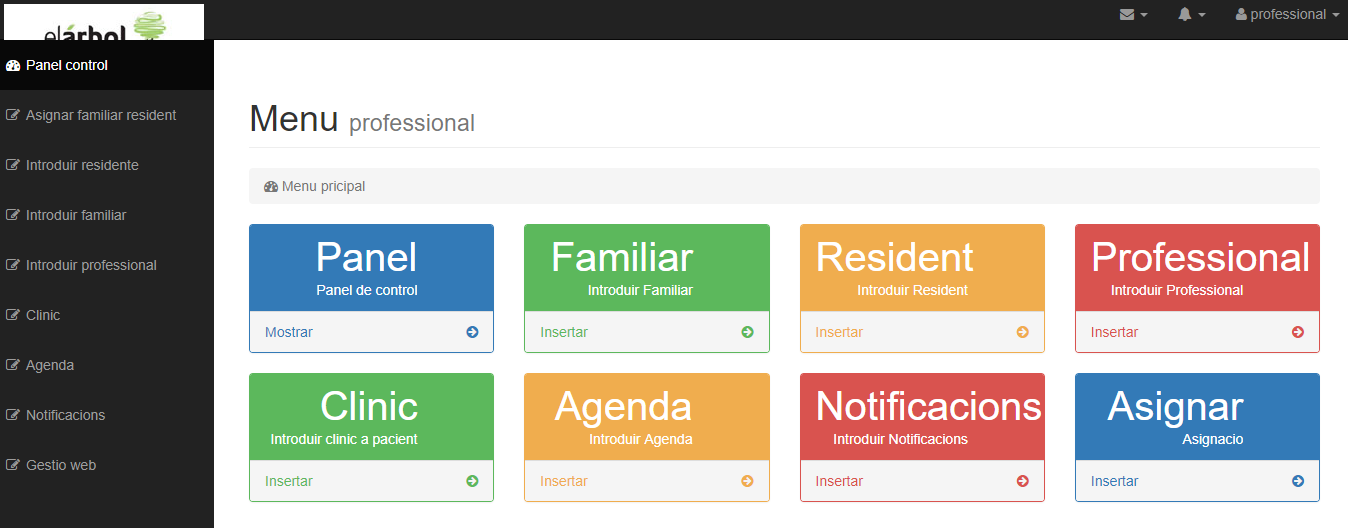 el árbol
professional
Panel control
Asignar familiar resident
Introduir residente
Introduir familiar
Introduir professional
Clinic
Agenda
Notificacions
Gestio web
Menu professional
Menu pricipal
Panel
Panel de control
Mostrar
Familiar
Introduir Familiar
Insertar
Resident
Introduir Resident
Insertar
Professional
Introduir Professional
Insertar
Clinic
Introduir clinic a pacient
Insertar
Agenda
Introduir Agenda
Insertar
Notificacions
Introduir Notificacions
Insertar
Asignar
Asignacio
Insertar